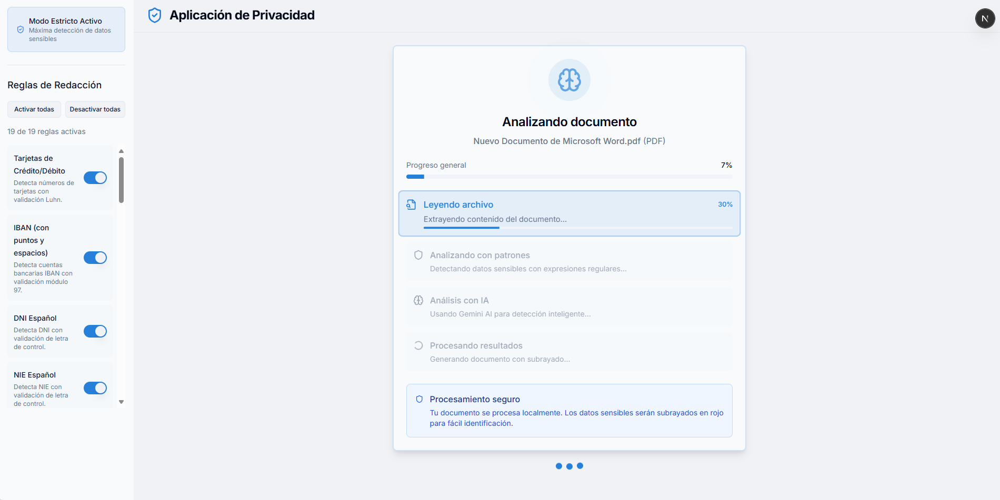 Modo Estricto Activo
Máxima detección de datos
sensibles
Reglas de Redacción
Activar todas
Desactivar todas
19 de 19 reglas activas
Tarjetas de
Crédito/Débito
Detecta números de
tarjetas con
validación Luhn.
IBAN (con
puntos y
espacios)
Detecta cuentas
bancarias IBAN con
validación módulo
97.
DNI Español
Detecta DNI con
validación de letra
de control.
NIE Español
Detecta NIE con
validación de letra
de control.
Aplicación de Privacidad
N
Analizando documento
Nuevo Documento de Microsoft Word.pdf (PDF)
Progreso general 7%
Leyendo archivo 30%
Extrayendo contenido del documento...
Analizando con patrones
Detectando datos sensibles con expresiones regulares...
Análisis con IA
Usando Gemini AI para detección inteligente...
Procesando resultados
Generando documento con subrayado...
Procesamiento seguro
Tu documento se procesa localmente. Los datos sensibles serán subrayados en rojo
para fácil identificación.